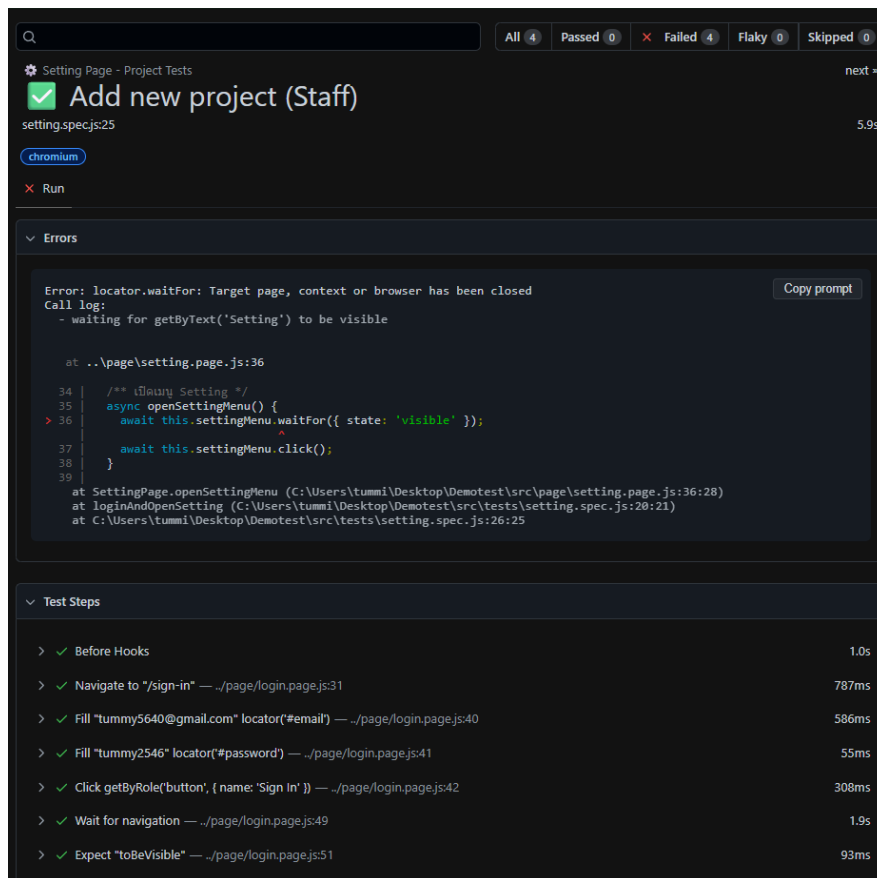 All 4 Passed 0 Failed 4 Flaky 0 Skipped 0
Setting Page - Project Tests next »
Add new project (Staff)
setting.spec.js:25 5.9s
chromium
Run
Errors
Copy prompt
Error: locator.waitFor: Target page, context or browser has been closed
Call log:
- waiting for getByText('Setting') to be visible
at ..\page\setting.page.js:36
34 | /** เปิดเมนู Setting */
35 | async openSettingMenu() {
> 36 | await this.settingMenu.waitFor({ state: 'visible' });
| ^
37 | await this.settingMenu.click();
38 | }
39 |
at SettingPage.openSettingMenu (C:\Users\tummi\Desktop\Demotest\src\page\setting.page.js:36:28)
at loginAndOpenSetting (C:\Users\tummi\Desktop\Demotest\src\tests\setting.spec.js:20:21)
at C:\Users\tummi\Desktop\Demotest\src\tests\setting.spec.js:26:25
Test Steps
Before Hooks 1.0s
Navigate to "/sign-in" — ../page/login.page.js:31 787ms
Fill "tummy5640@gmail.com" locator('#email') — ../page/login.page.js:40 586ms
Fill "tummy2546" locator('#password') — ../page/login.page.js:41 55ms
Click getByRole('button', { name: 'Sign In' }) — ../page/login.page.js:42 308ms
Wait for navigation — ../page/login.page.js:49 1.9s
Expect "toBeVisible" — ../page/login.page.js:51 93ms